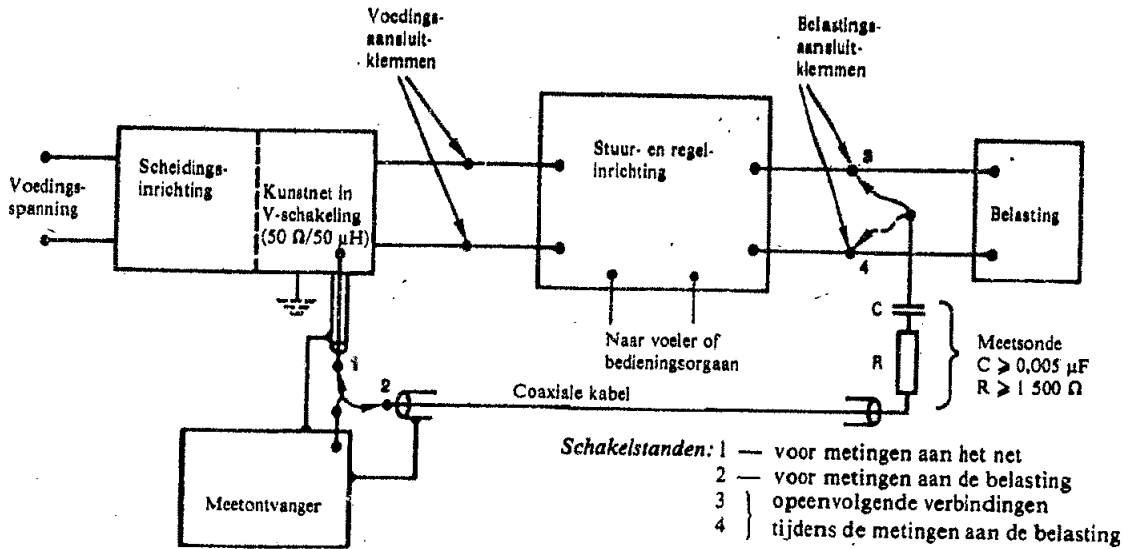 Voedings-
aansluit-
klemmen
Belastings-
aansluit-
klemmen
Voedings-
spanning
Scheidings-
inrichting
Kunstnet in
V-schakeling
(50 Ω/50 μH)
Stuur- en regel-
inrichting
3
4
Belasting
Naar voeler of
bedieningsorgaan
C
R
Meetsonde
C ⩾ 0,005 μF
R ⩾ 1 500 Ω
1
2
Coaxiale kabel
Meetontvanger
Schakelstanden: 1 — voor metingen aan het net
2 — voor metingen aan de belasting
3 } opeenvolgende verbindingen
4 } tijdens de metingen aan de belasting